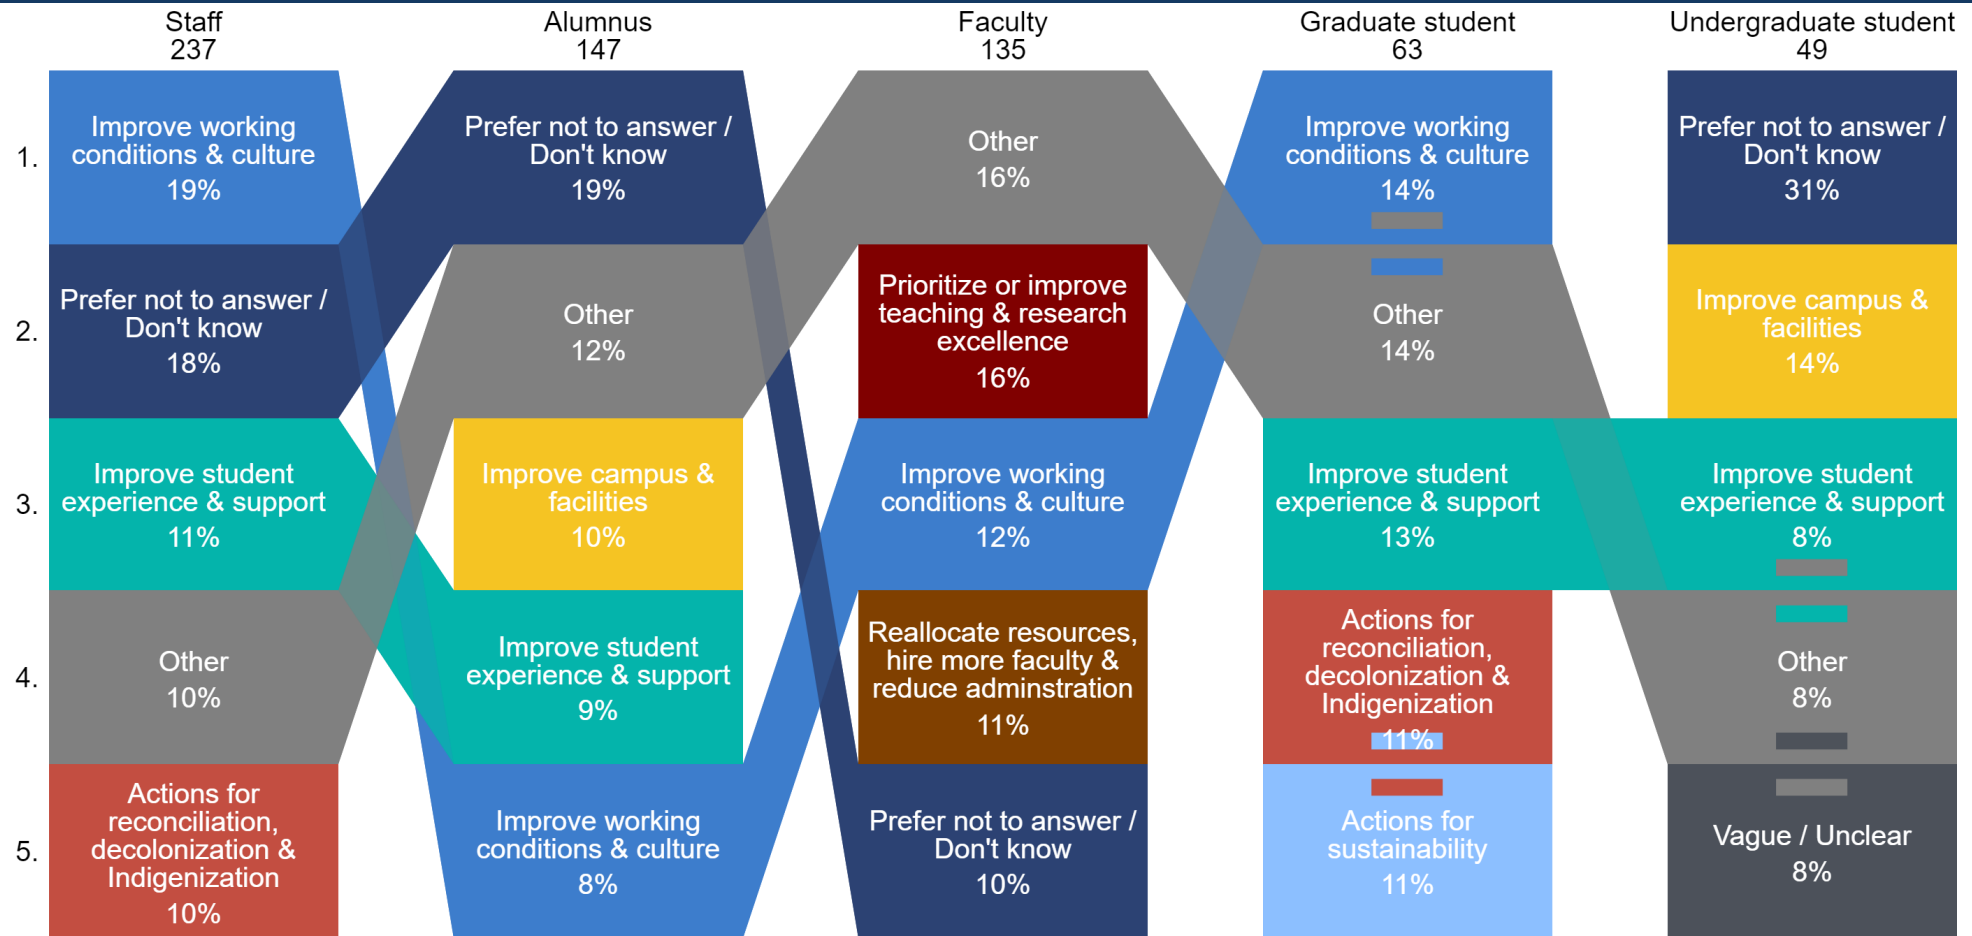 Staff
237
Alumnus
147
Faculty
135
Graduate student
63
Undergraduate student
49
1.
Improve working
conditions & culture
19%
Prefer not to answer /
Don't know
19%
Other
16%
Improve working
conditions & culture
14%
Prefer not to answer /
Don't know
31%
2.
Prefer not to answer /
Don't know
18%
Other
12%
Prioritize or improve
teaching & research
excellence
16%
Other
14%
Improve campus &
facilities
14%
3.
Improve student
experience & support
11%
Improve campus &
facilities
10%
Improve working
conditions & culture
12%
Improve student
experience & support
13%
Improve student
experience & support
8%
4.
Other
10%
Improve student
experience & support
9%
Reallocate resources,
hire more faculty &
reduce adminstration
11%
Actions for
reconciliation,
decolonization &
Indigenization
11%
Other
8%
5.
Actions for
reconciliation,
decolonization &
Indigenization
10%
Improve working
conditions & culture
8%
Prefer not to answer /
Don't know
10%
Actions for
sustainability
11%
Vague / Unclear
8%